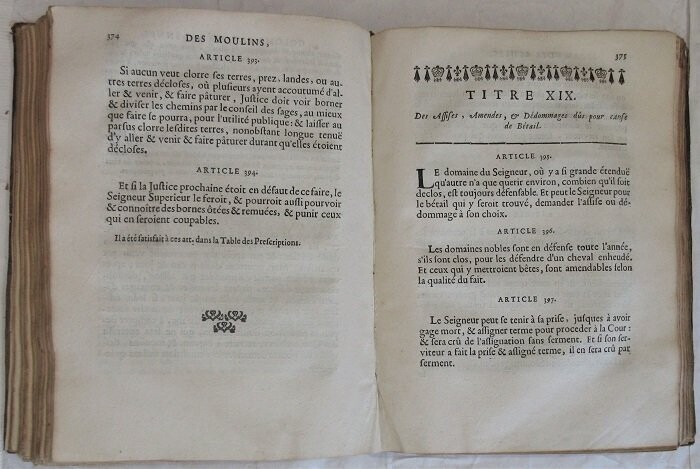 374
DES MOULINS,
ARTICLE 393.
Si aucun veut clorre ses terres, prez, landes, ou au-
tres terres décloses, où plusieurs ayent accoutumé d'al-
ler & venir, & faire pâturer, Justice doit voir borner
& diviser les chemins par le conseil des sages, au mieux
que faire se pourra, pour l'utilité publique: & laisser au
parsus clorre lesdites terres, nonobstant longue tenuë
d'y aller & venir & faire pâturer durant qu'elles étoient
décloses.
ARTICLE 394.
Et si la Justice prochaine étoit en défaut de ce faire, le
Seigneur Superieur le feroit, & pourroit aussi pourvoir
& connoître des bornes ôtées & remuées, & punir ceux
qui en seroient coupables.
Il a été satisfait à ces art. dans la Table des Prescriptions.
375
TITRE XIX.
Des Assises, Amendes, & Dédommages dûs pour cause
de Bétail.
ARTICLE 395.
LE domaine du Seigneur, où y a si grande étenduë
qu'autre n'a que querir environ, combien qu'il soit
declos, est toujours défensable. Et peut le Seigneur pour
le bétail qui y seroit trouvé, demander l'assise ou dé-
dommage à son choix.
ARTICLE 396.
Les domaines nobles sont en défense toute l'année,
s'ils sont clos, pour les défendre d'un cheval enheudé.
Et ceux qui y mettroient bêtes, sont amendables selon
la qualité du fait.
ARTICLE 397.
Le Seigneur peut se tenir à sa prise, jusques à avoir
gage mort, & assigner terme pour proceder à la Cour :
& sera crû de l'assignation sans serment. Et si son ser-
viteur a fait la prise & assigné terme, il en sera crû par
serment.